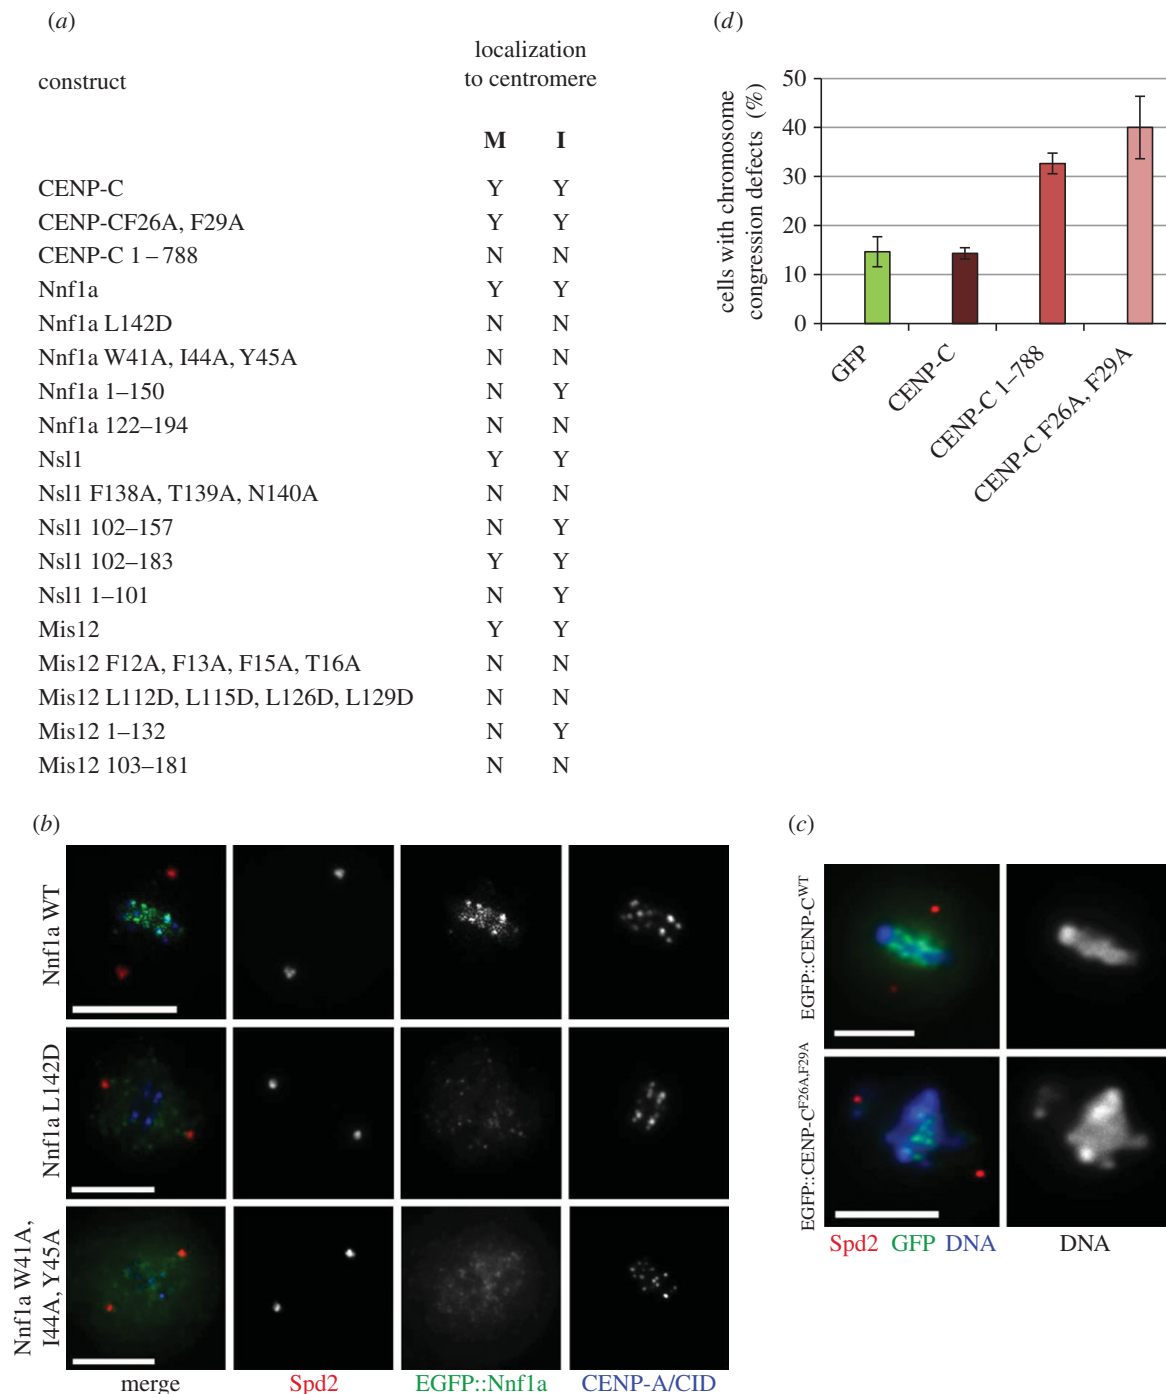 (a)
construct
localization
to centromere
M I
CENP-C Y Y
CENP-CF26A, F29A Y Y
CENP-C 1–788 N N
Nnf1a Y Y
Nnf1a L142D N N
Nnf1a W41A, I44A, Y45A N N
Nnf1a 1–150 N Y
Nnf1a 122–194 N N
Nsl1 Y Y
Nsl1 F138A, T139A, N140A N N
Nsl1 102–157 N Y
Nsl1 102–183 Y Y
Nsl1 1–101 N Y
Mis12 Y Y
Mis12 F12A, F13A, F15A, T16A N N
Mis12 L112D, L115D, L126D, L129D N N
Mis12 1–132 N Y
Mis12 103–181 N N
(d)
cells with chromosome
congression defects (%)
50
40
30
20
10
0
GFP
CENP-C
CENP-C 1–788
CENP-C F26A, F29A
(b)
Nnf1a WT
Nnf1a L142D
Nnf1a W41A,
I44A, Y45A
merge Spd2 EGFP::Nnf1a CENP-A/CID
(c)
EGFP::CENP-C^WT
EGFP::CENP-C^F26A,F29A
Spd2 GFP DNA DNA